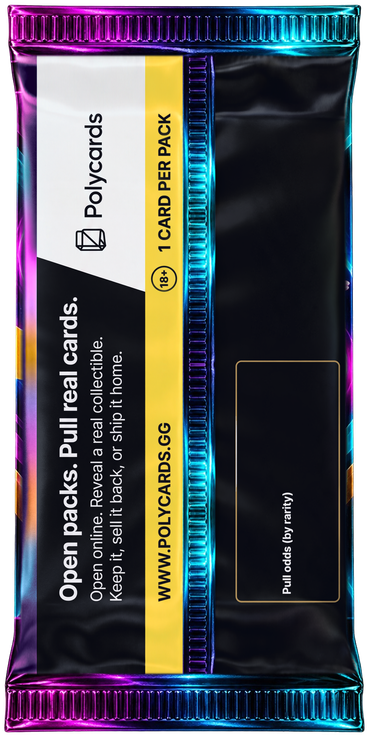 Polycards
Open packs. Pull real cards.
Open online. Reveal a real collectible.
Keep it, sell it back, or ship it home.
WWW.POLYCARDS.GG
18+
1 CARD PER PACK
Pull odds (by rarity)